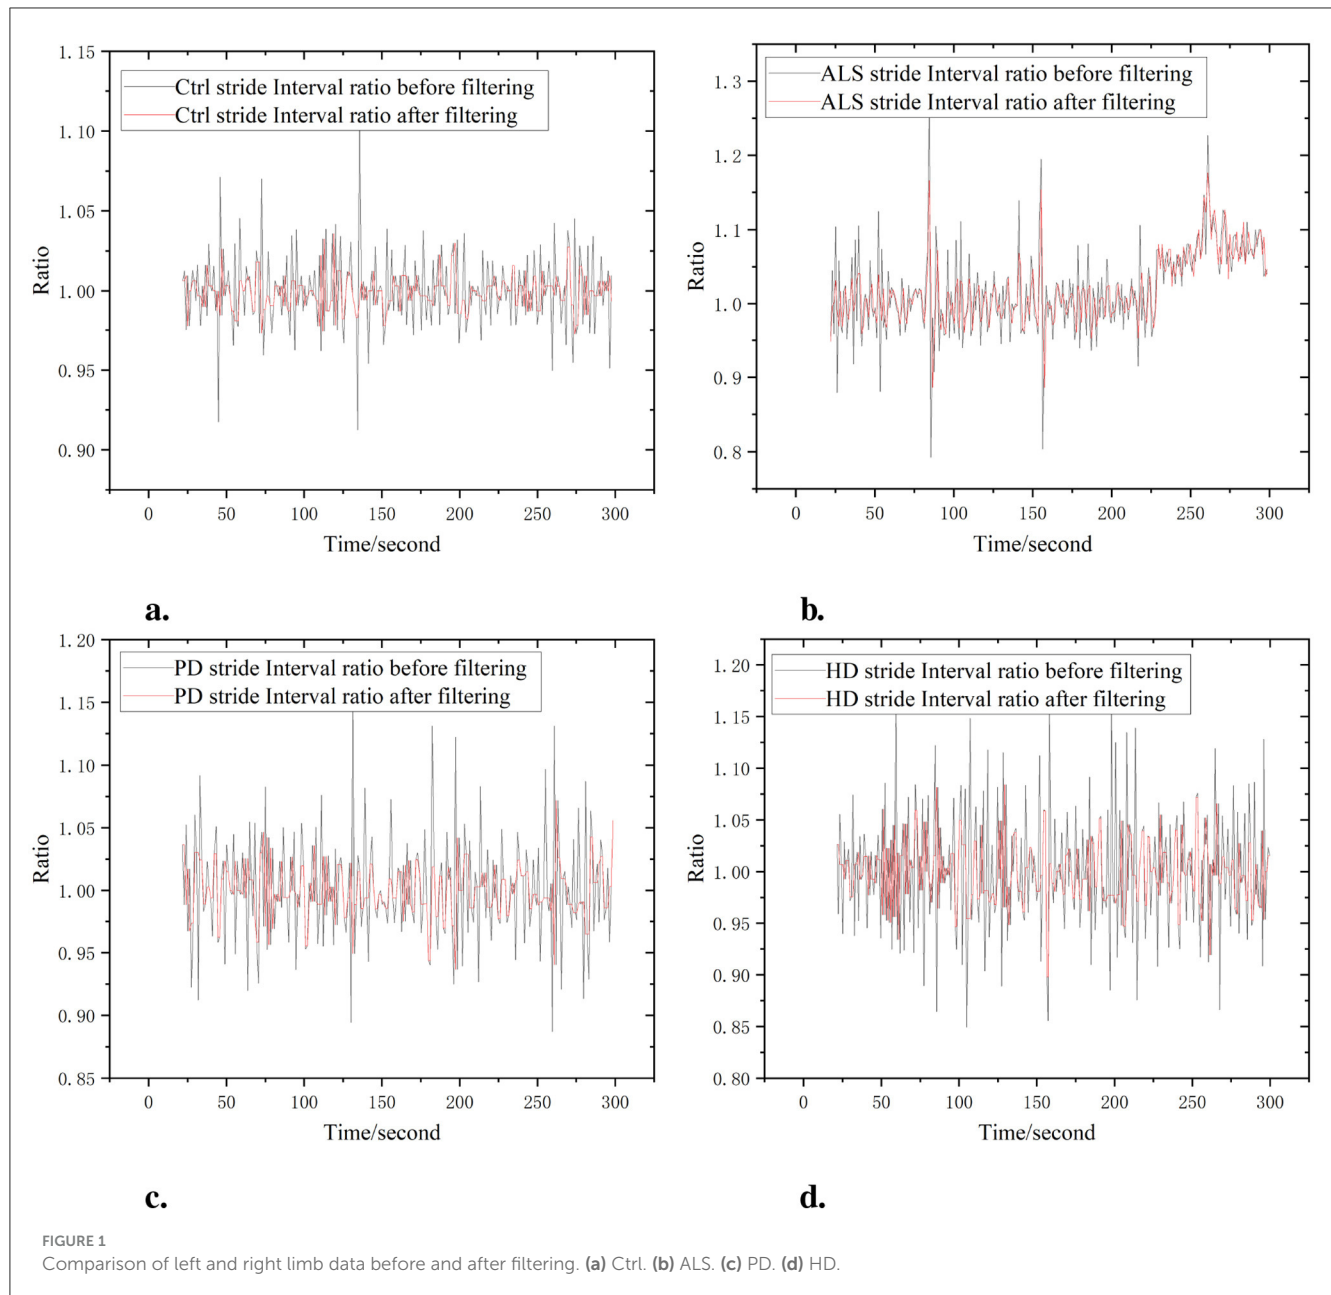 1.15
1.10
1.05
1.00
0.95
0.90
Ratio
Ctrl stride Interval ratio before filtering
Ctrl stride Interval ratio after filtering
0 50 100 150 200 250 300
Time/second
a.
1.3
1.2
1.1
1.0
0.9
0.8
Ratio
ALS stride Interval ratio before filtering
ALS stride Interval ratio after filtering
0 50 100 150 200 250 300
Time/second
b.
1.20
1.15
1.10
1.05
1.00
0.95
0.90
0.85
Ratio
PD stride Interval ratio before filtering
PD stride Interval ratio after filtering
0 50 100 150 200 250 300
Time/second
c.
1.20
1.15
1.10
1.05
1.00
0.95
0.90
0.85
0.80
Ratio
HD stride Interval ratio before filtering
HD stride Interval ratio after filtering
0 50 100 150 200 250 300
Time/second
d.
FIGURE 1
Comparison of left and right limb data before and after filtering. (a) Ctrl. (b) ALS. (c) PD. (d) HD.